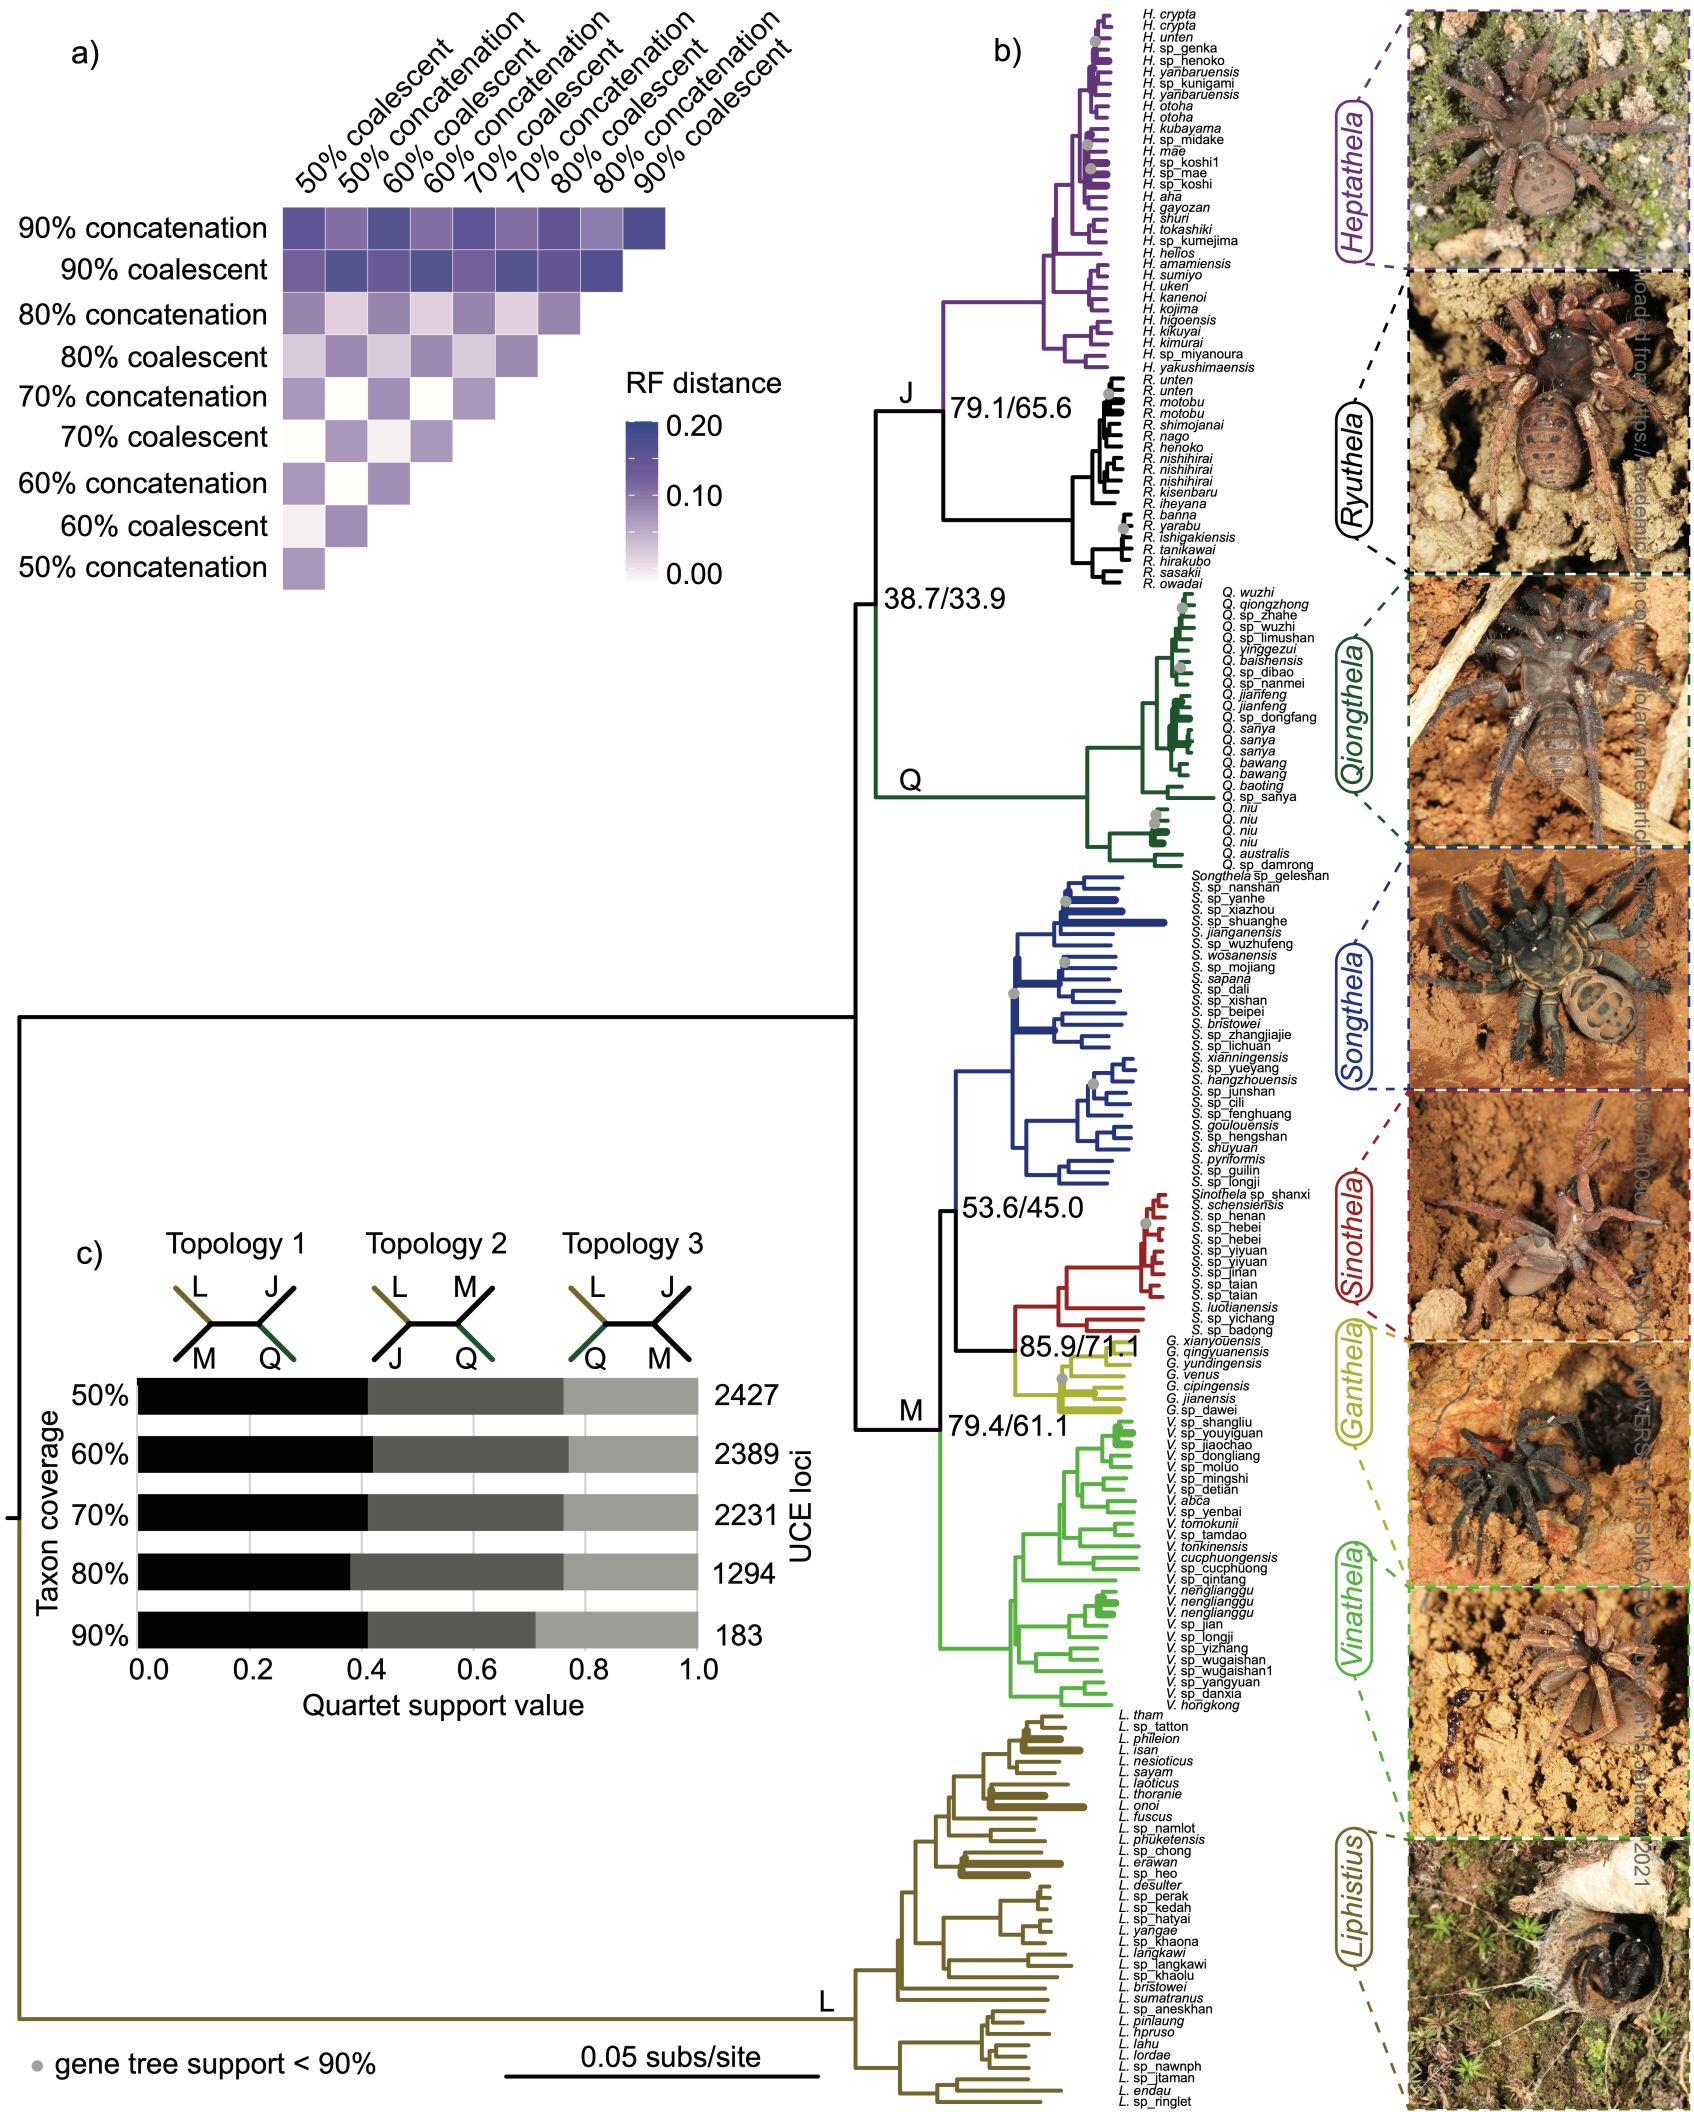 a)
50% coalescent
50% concatenation
60% coalescent
60% concatenation
70% coalescent
70% concatenation
80% coalescent
80% concatenation
90% coalescent
90% concatenation
90% coalescent
80% concatenation
80% coalescent
70% concatenation
70% coalescent
60% concatenation
60% coalescent
50% concatenation
RF distance
0.20
0.10
0.00
b)
H. crypta
H. crypta
H. unten
H. sp_genka
H. sp_henoko
H. yanbaruensis
H. sp_kunigami
H. yanbaruensis
H. otoha
H. otoha
H. kubayama
H. sp_midake
H. mae
H. sp_koshi1
H. sp_mae
H. sp_koshi
H. aha
H. gayozan
H. shuri
H. tokashiki
H. sp_kumejima
H. helios
H. amamiensis
H. sumiyo
H. uken
H. kanenoi
H. kojima
H. higoensis
H. kikuyai
H. kimurai
H. sp_miyanoura
H. yakushimaensis
R. unten
R. unten
R. motobu
R. motobu
R. shimojanai
R. nago
R. henoko
R. nishihirai
R. nishihirai
R. nishihirai
R. kisenbaru
R. iheyana
R. banna
R. yarabu
R. ishigakiensis
R. tanikawai
R. hirakubo
R. sasakii
R. owadai
Q. wuzhi
Q. qiongzhong
Q. sp_zhahe
Q. sp_wuzhi
Q. sp_limushan
Q. yinggezui
Q. baishensis
Q. sp_dibao
Q. sp_nanmei
Q. jianfeng
Q. jianfeng
Q. sp_dongfang
Q. sanya
Q. sanya
Q. sanya
Q. bawang
Q. bawang
Q. baoting
Q. sp_sanya
Q. niu
Q. niu
Q. niu
Q. niu
Q. australis
Q. sp_damrong
Songthela sp_geleshan
S. sp_nanshan
S. sp_yanhe
S. sp_xiazhou
S. sp_shuanghe
S. jianganensis
S. sp_wuzhufeng
S. wosanensis
S. sp_mojiang
S. sapana
S. sp_dali
S. sp_xishan
S. sp_beipei
S. bristowei
S. sp_zhangjiajie
S. sp_lichuan
S. xianningensis
S. sp_yueyang
S. hangzhouensis
S. sp_junshan
S. sp_cili
S. sp_fenghuang
S. goulouensis
S. sp_hengshan
S. shuyuan
S. pyriformis
S. sp_guilin
S. sp_longji
Sinothela sp_shanxi
S. schensiensis
S. sp_henan
S. sp_hebei
S. sp_hebei
S. sp_yiyuan
S. sp_yiyuan
S. sp_jinan
S. sp_taian
S. sp_taian
S. luotianensis
S. sp_yichang
S. sp_badong
G. xianyouensis
G. qingyuanensis
G. yundingensis
G. venus
G. cipingensis
G. jianensis
G. sp_dawei
V. sp_shangliu
V. sp_youyiguan
V. sp_jiaochao
V. sp_dongliang
V. sp_moluo
V. sp_mingshi
V. sp_detian
V. abca
V. sp_yenbai
V. tomokunii
V. sp_tamdao
V. tonkinensis
V. cucphuongensis
V. sp_cucphuong
V. sp_qintang
V. nenglianggu
V. nenglianggu
V. nenglianggu
V. sp_jian
V. sp_longji
V. sp_yizhang
V. sp_wugaishan
V. sp_wugaishan1
V. sp_yangyuan
V. sp_danxia
V. hongkong
L. tham
L. sp_tatton
L. phileion
L. isan
L. nesioticus
L. sayam
L. laoticus
L. thoranie
L. onoi
L. fuscus
L. sp_namlot
L. phuketensis
L. sp_chong
L. erawan
L. sp_heo
L. desulter
L. sp_perak
L. sp_kedah
L. sp_hatyai
L. yangae
L. sp_khaona
L. langkawi
L. sp_langkawi
L. sp_khaolu
L. bristowei
L. sumatranus
L. sp_aneskhan
L. pinlaung
L. hpruso
L. lahu
L. lordae
L. sp_nawnph
L. sp_jtaman
L. endau
L. sp_ringlet
J
79.1/65.6
38.7/33.9
Q
53.6/45.0
85.9/71.1
M
79.4/61.1
L
Heptathela
Ryuthela
Qiongthela
Songthela
Sinothela
Ganthela
Vinathela
Liphistius
c)
Topology 1
Topology 2
Topology 3
L J
M Q
L M
J Q
L J
Q M
Taxon coverage
50% 2427
60% 2389
70% 2231
80% 1294
90% 183
UCE loci
0.0 0.2 0.4 0.6 0.8 1.0
Quartet support value
gene tree support < 90%
0.05 subs/site